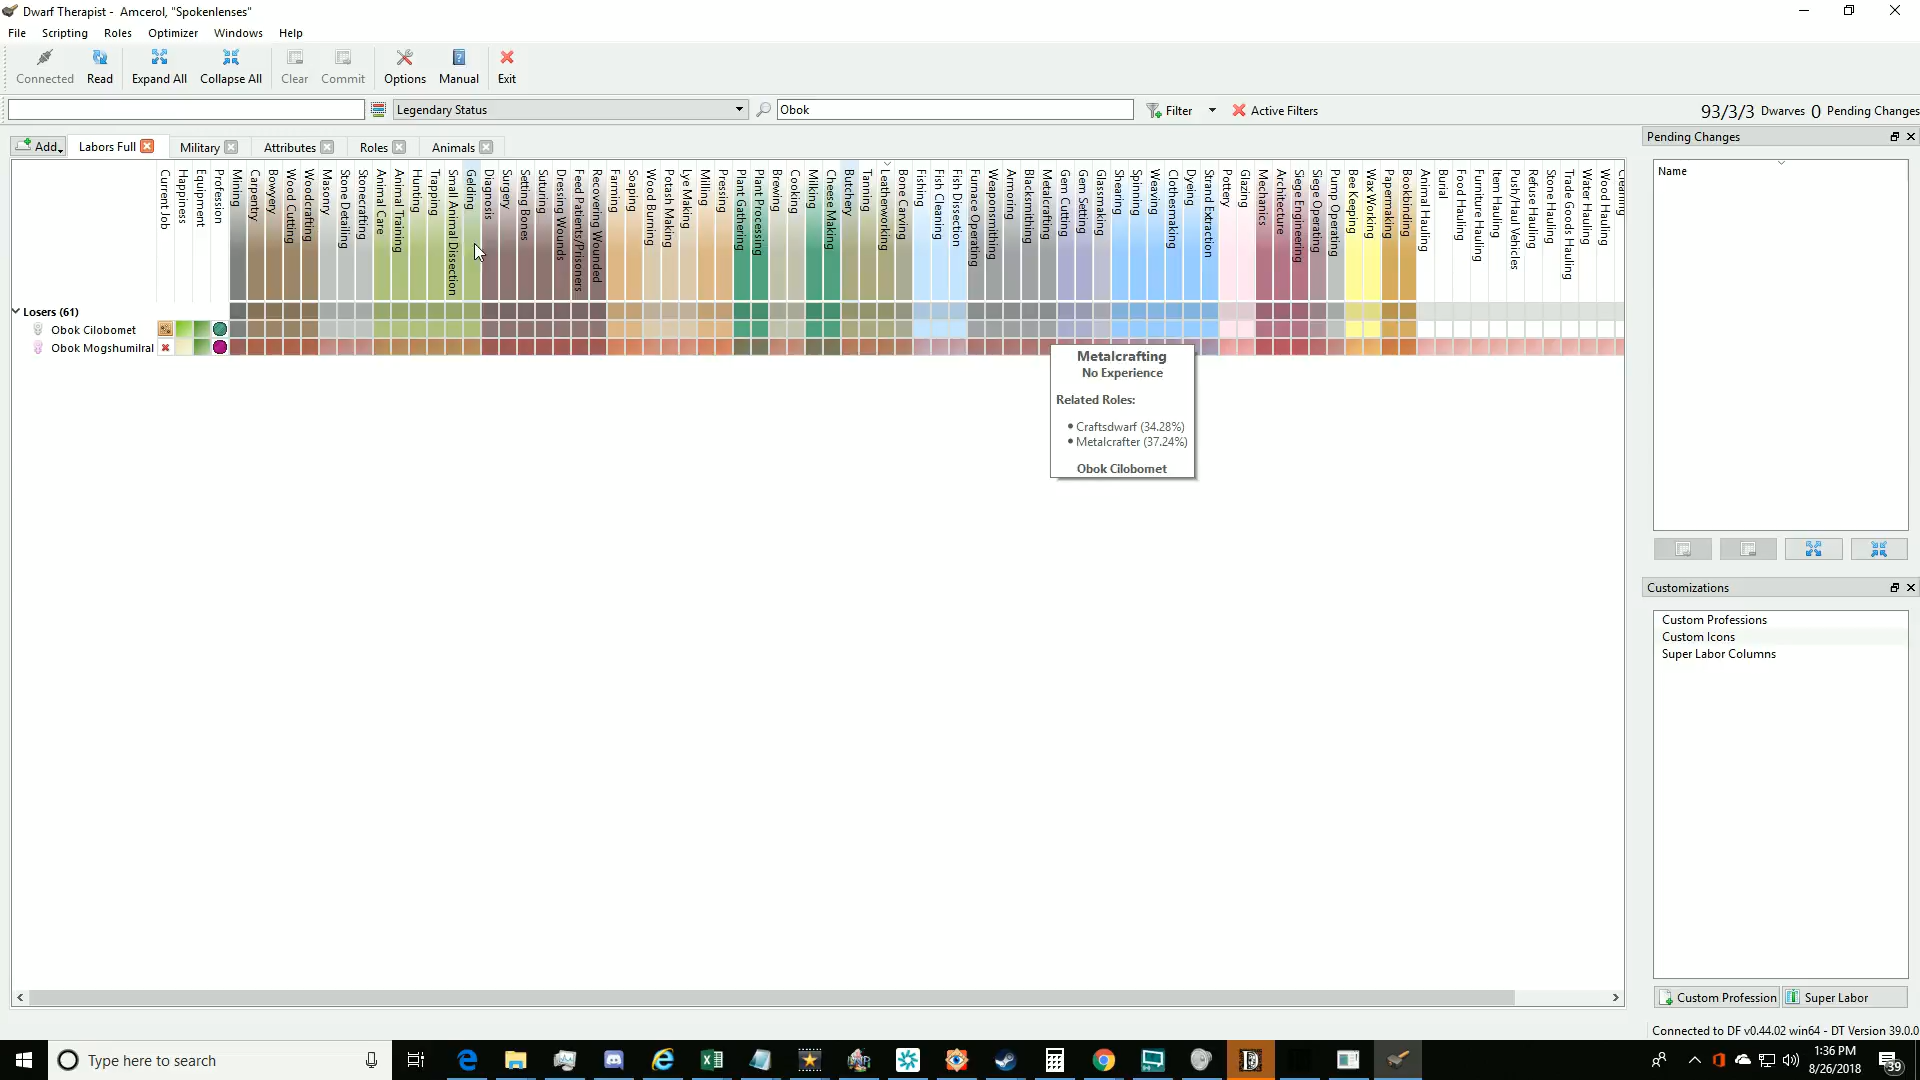 Dwarf Therapist - Amcerol, "Spokenlenses"
File Scripting Roles Optimizer Windows Help
Connected Read Expand All Collapse All Clear Commit Options Manual Exit
Legendary Status Obok Filter Active Filters 93/3/3 Dwarves 0 Pending Changes
Pending Changes
Add Labors Full Military Attributes Roles Animals
Name
Current Job
Happiness
Equipment
Profession
Mining
Carpentry
Bowyery
Wood Cutting
Woodcrafting
Masonry
Stone Detailing
Stonecrafting
Animal Care
Animal Training
Hunting
Trapping
Small Animal Dissection
Gelding
Diagnosis
Surgery
Setting Bones
Suturing
Dressing Wounds
Feed Patients/Prisoners
Recovering Wounded
Farming
Soaping
Wood Burning
Potash Making
Lye Making
Milling
Pressing
Plant Gathering
Plant Processing
Brewing
Cooking
Milking
Cheese Making
Butchery
Tanning
Leatherworking
Bone Carving
Fishing
Fish Cleaning
Fish Dissection
Furnace Operating
Weaponsmithing
Armoring
Blacksmithing
Metalcrafting
Gem Cutting
Gem Setting
Glassmaking
Shearing
Spinning
Weaving
Clothesmaking
Dyeing
Strand Extraction
Pottery
Glazing
Mechanics
Architecture
Siege Engineering
Siege Operating
Pump Operating
Bee Keeping
Wax Working
Papermaking
Bookbinding
Animal Hauling
Burial
Food Hauling
Furniture Hauling
Item Hauling
Push/Haul Vehicles
Refuse Hauling
Stone Hauling
Trade Goods Hauling
Water Hauling
Wood Hauling
Cleaning
Losers (61)
Obok Cilobomet
Obok Mogshumilral
Metalcrafting
No Experience
Related Roles:
• Craftsdwarf (34.28%)
• Metalcrafter (37.24%)
Obok Cilobomet
Customizations
Custom Professions
Custom Icons
Super Labor Columns
Custom Profession Super Labor
Connected to DF v0.44.02 win64 - DT Version 39.0.0
Type here to search
1:36 PM
8/26/2018
39